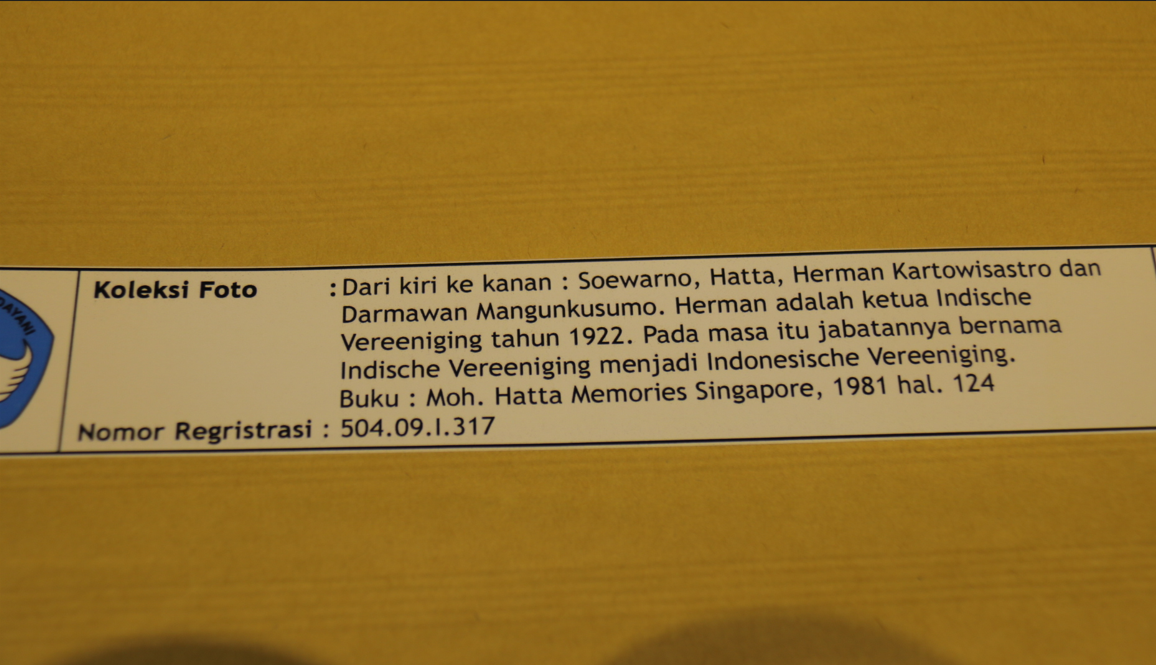 DAYANI
Koleksi Foto : Dari kiri ke kanan : Soewarno, Hatta, Herman Kartowisastro dan
Darmawan Mangunkusumo. Herman adalah ketua Indische
Vereeniging tahun 1922. Pada masa itu jabatannya bernama
Indische Vereeniging menjadi Indonesische Vereeniging.
Buku : Moh. Hatta Memories Singapore, 1981 hal. 124
Nomor Regristrasi : 504.09.I.317